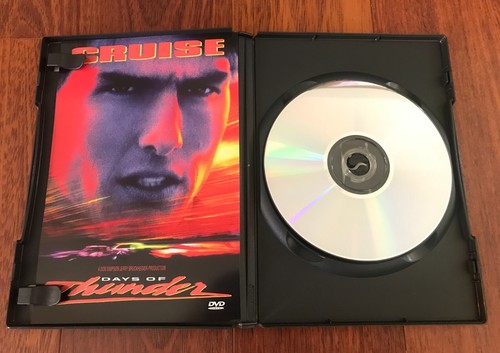 CRUISE
DAYS OF
Thunder
DVD